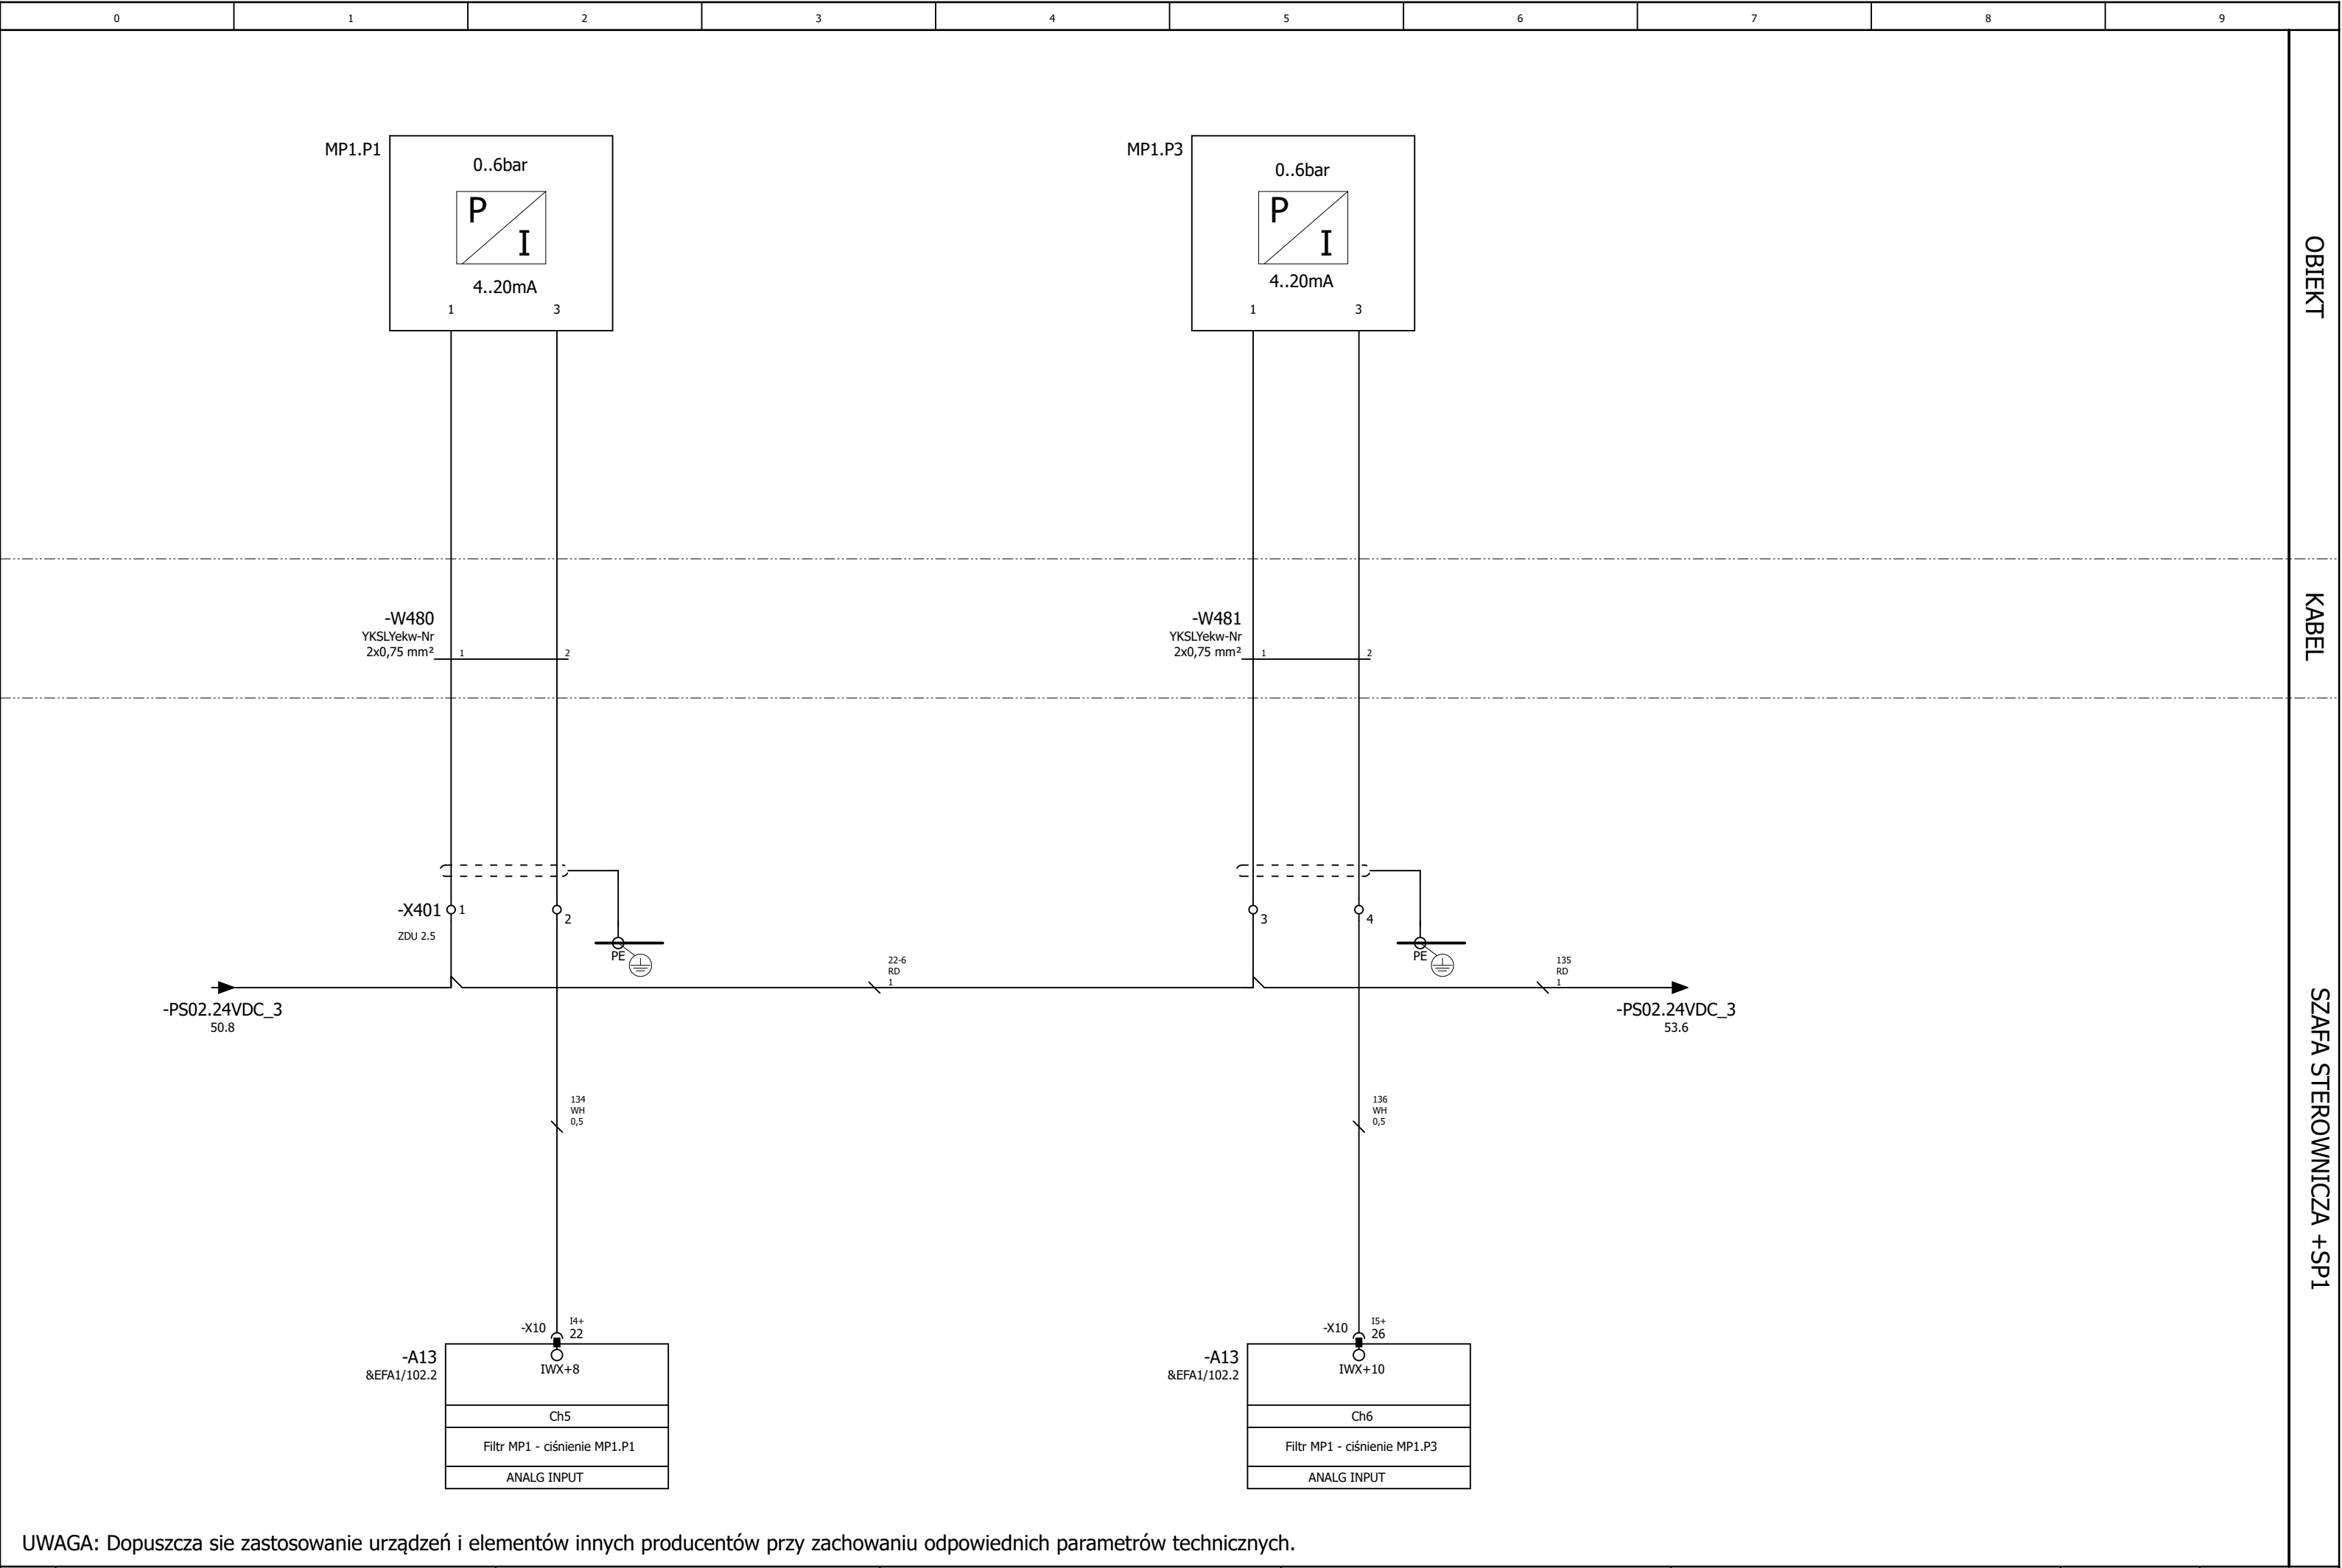 0 1 2 3 4 5 6 7 8 9
MP1.P1
0..6bar
P
I
4..20mA
1 3
MP1.P3
0..6bar
P
I
4..20mA
1 3
OBIEKT
-W480
YKSLYekw-Nr
2x0,75 mm²
1 2
-W481
YKSLYekw-Nr
2x0,75 mm²
1 2
KABEL
-X401
1
2
ZDU 2.5
PE
3
4
PE
-PS02.24VDC_3
50.8
22-6
RD
1
135
RD
1
-PS02.24VDC_3
53.6
134
WH
0,5
136
WH
0,5
SZAFA STEROWNICZA +SP1
-X10
I4+
22
-A13
&EFA1/102.2
IWX+8
Ch5
Filtr MP1 - ciśnienie MP1.P1
ANALG INPUT
-X10
I5+
26
-A13
&EFA1/102.2
IWX+10
Ch6
Filtr MP1 - ciśnienie MP1.P3
ANALG INPUT
UWAGA: Dopuszcza sie zastosowanie urządzeń i elementów innych producentów przy zachowaniu odpowiednich parametrów technicznych.